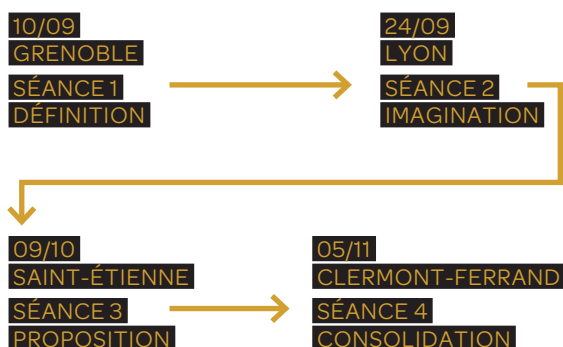 10/09
GRENOBLE
SÉANCE 1
DÉFINITION
24/09
LYON
SÉANCE 2
IMAGINATION
09/10
SAINT-ÉTIENNE
SÉANCE 3
PROPOSITION
05/11
CLERMONT-FERRAND
SÉANCE 4
CONSOLIDATION